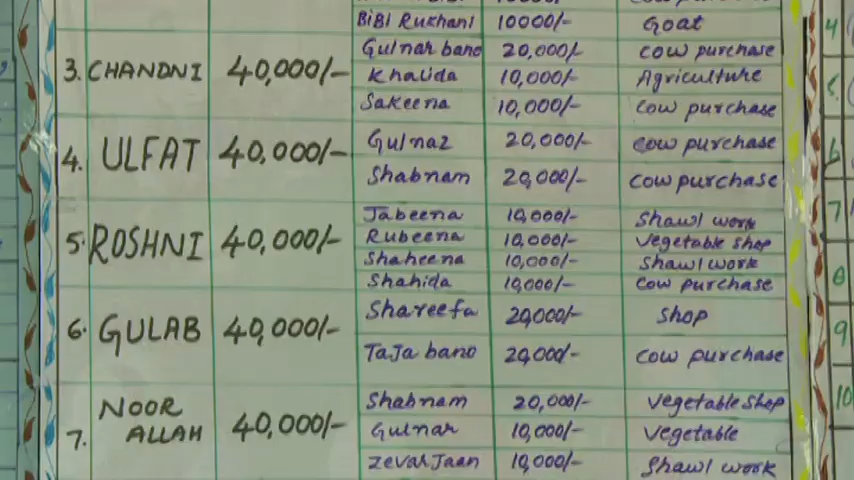 BiBi Rukhani 10000/- Goat
Gulnar bano 20,000/- cow purchase
3. CHANDNI 40,000/- Khalida 10,000/- Agriculture
Sakeena 10,000/- cow purchase
4. ULFAT 40,000/- Gulnaz 20,000/- cow purchase
Shabnam 20,000/- cow purchase
Jabeena 10,000/- Shawl work
5. ROSHNI 40,000/- Rubeena 10,000/- vegetable shop
Shaheena 10,000/- Shawl work
Shahida 10,000/- cow purchase
6. GULAB 40,000/- Shareefa 20,000/- Shop
TaJa bano 20,000/- cow purchase
Shabnam 20,000/- vegetable shop
7. NOOR ALLAH 40,000/- Gulnar 10,000/- vegetable
Zevar Jaan 10,000/- Shawl work
4
6
7
8
9
10